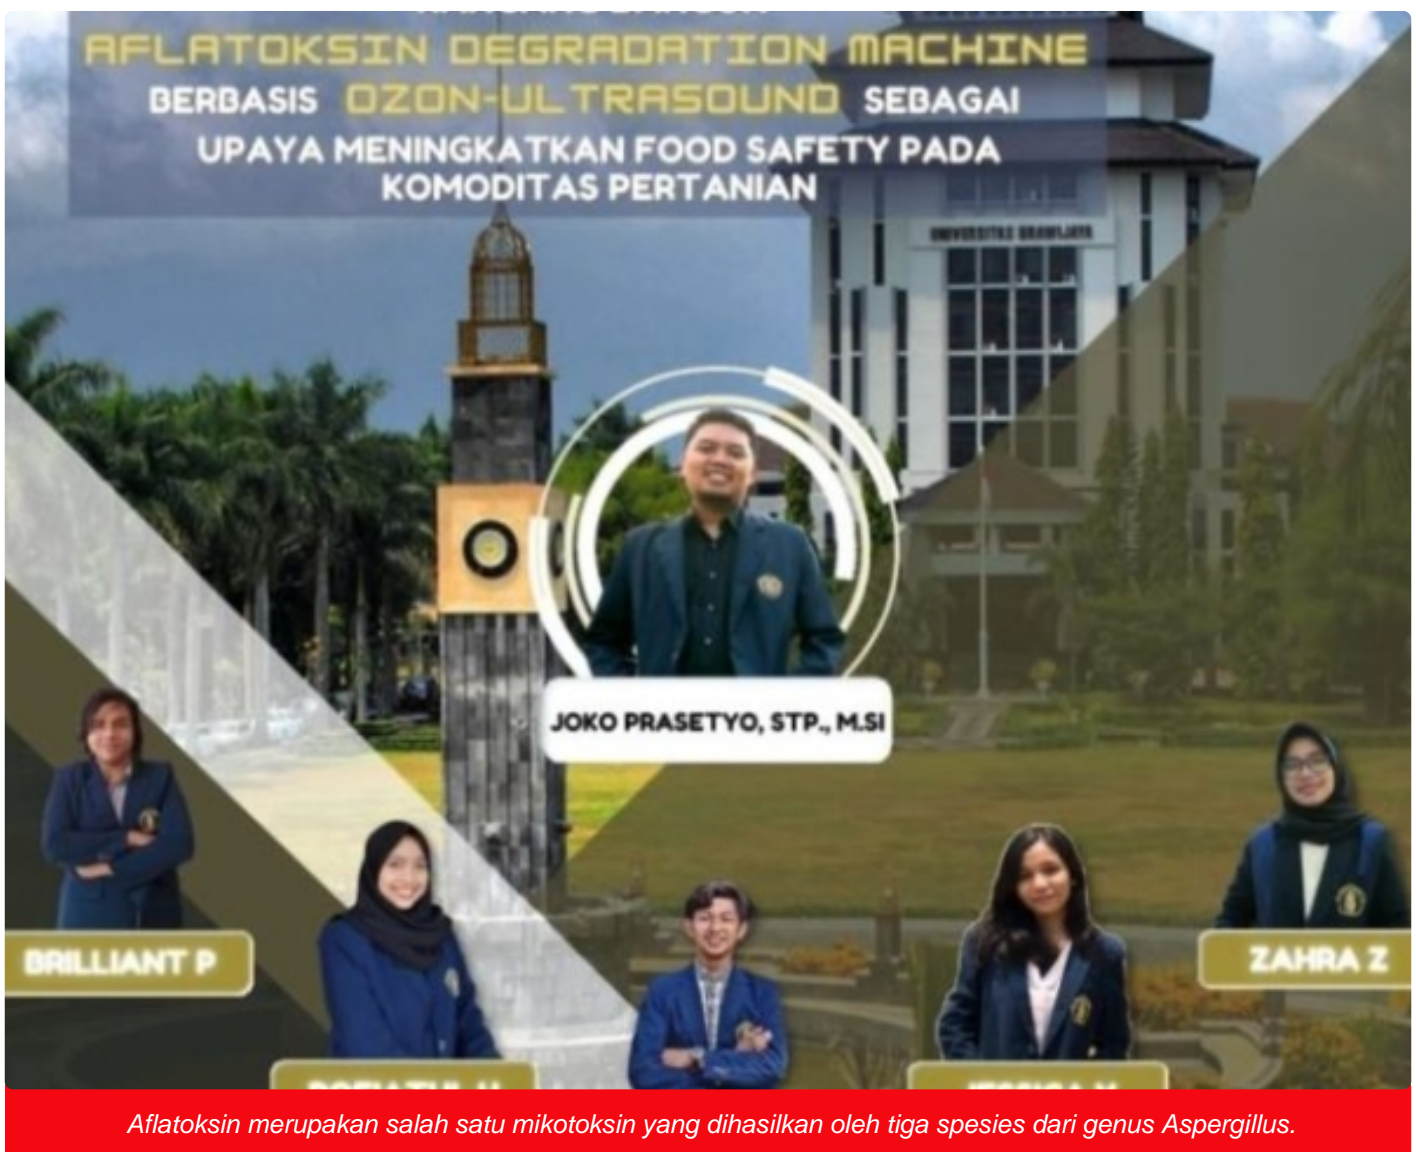 AFLATOKSIN DEGRADATION MACHINE
BERBASIS OZON-ULTRASOUND SEBAGAI
UPAYA MENINGKATKAN FOOD SAFETY PADA
KOMODITAS PERTANIAN
UNIVERSITAS BRAWIJAYA
JOKO PRASETYO, STP., M.SI
BRILLIANT P
ZAHRA Z
Aflatoksin merupakan salah satu mikotoksin yang dihasilkan oleh tiga spesies dari genus Aspergillus.